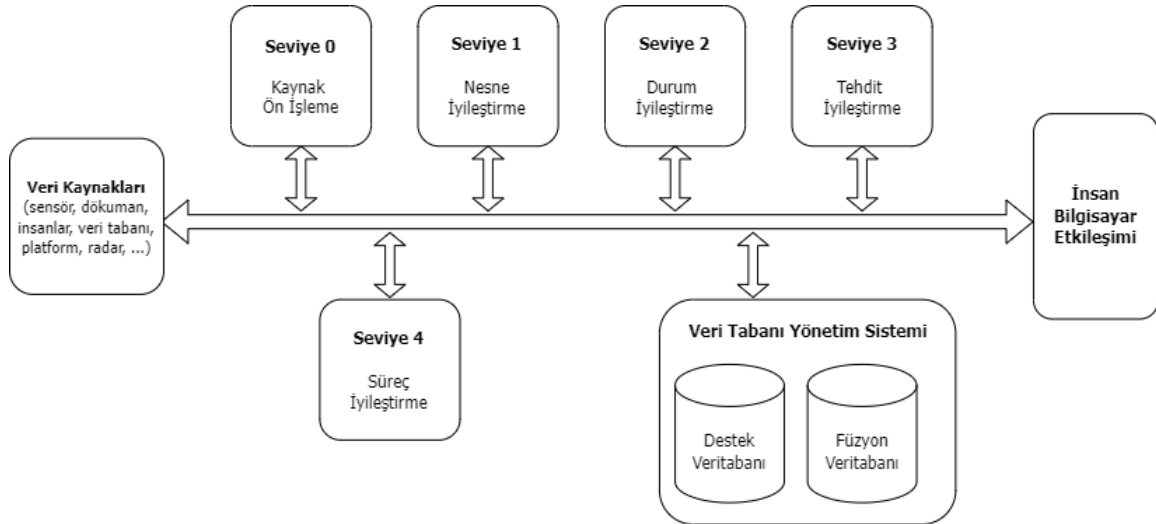 Seviye 0
Kaynak
Ön İşleme
Seviye 1
Nesne
İyileştirme
Seviye 2
Durum
İyileştirme
Seviye 3
Tehdit
İyileştirme
Veri Kaynakları
(sensör, dökuman,
insanlar, veri tabanı,
platform, radar, ...)
İnsan
Bilgisayar
Etkileşimi
Seviye 4
Süreç
İyileştirme
Veri Tabanı Yönetim Sistemi
Destek
Veritabanı
Füzyon
Veritabanı